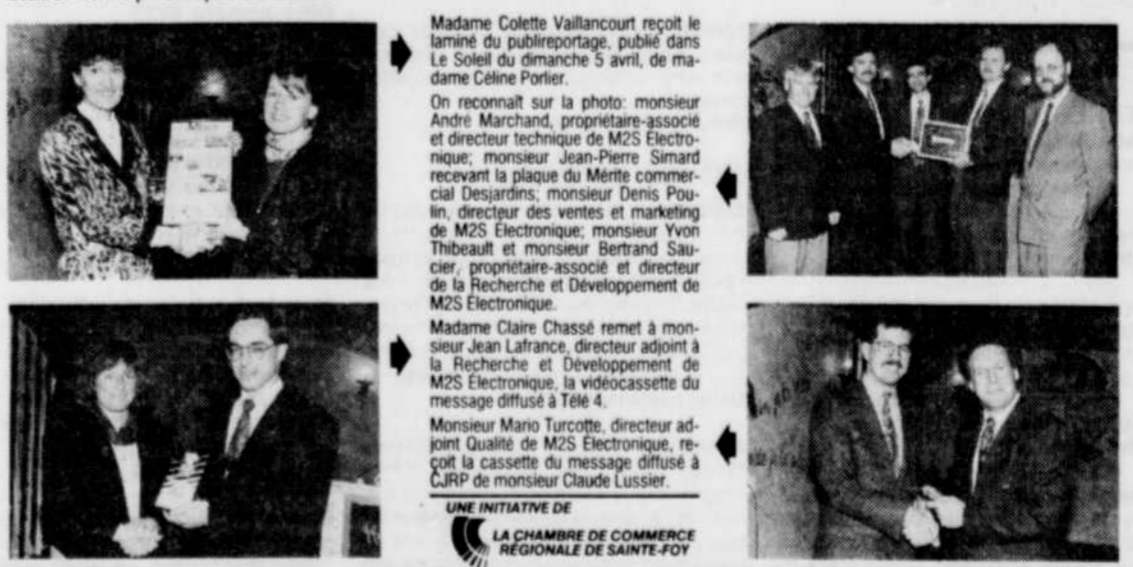 Madame Colette Vaillancourt reçoit le
laminé du publireportage, publié dans
Le Soleil du dimanche 5 avril, de ma-
dame Céline Porlier.
On reconnaît sur la photo: monsieur
André Marchand, propriétaire-associé
et directeur technique de M2S Électro-
nique; monsieur Jean-Pierre Simard
recevant la plaque du Mérite commer-
cial Desjardins; monsieur Denis Pou-
lin, directeur des ventes et marketing
de M2S Électronique; monsieur Yvon
Thibeault et monsieur Bertrand Sau-
cier, propriétaire-associé et directeur
de la Recherche et Développement de
M2S Électronique.
Madame Claire Chassé remet à mon-
sieur Jean Lafrance, directeur adjoint à
la Recherche et Développement de
M2S Électronique, la vidéocassette du
message diffusé à Télé 4.
Monsieur Mario Turcotte, directeur ad-
joint Qualité de M2S Électronique, re-
çoit la cassette du message diffusé à
CJRP de monsieur Claude Lussier.
UNE INITIATIVE DE
LA CHAMBRE DE COMMERCE
RÉGIONALE DE SAINTE-FOY